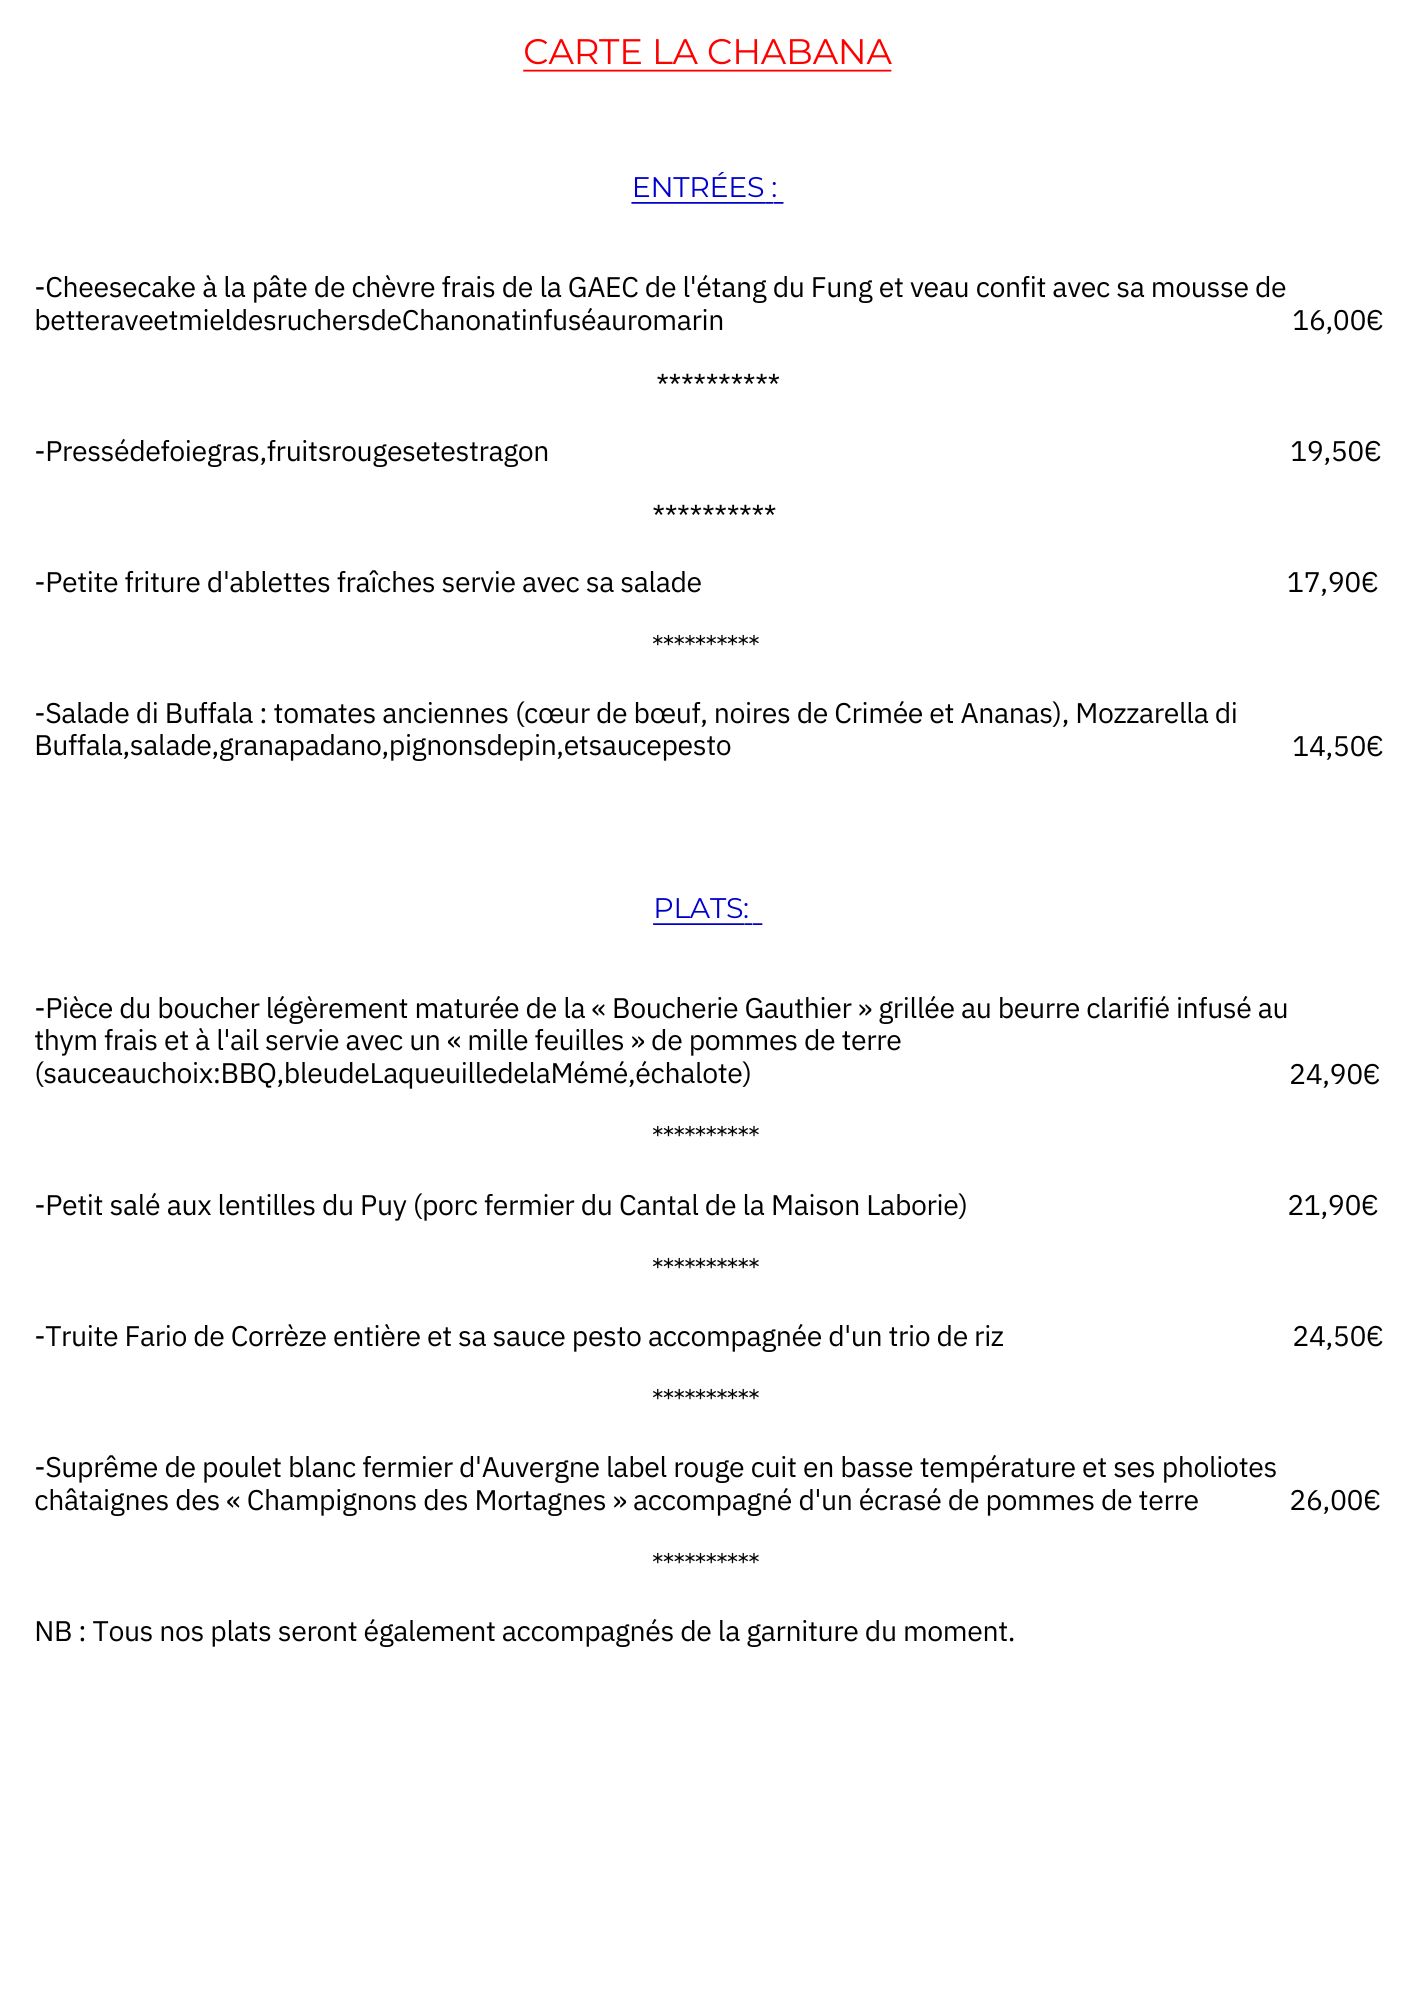 CARTE LA CHABANA
ENTRÉES :
-Cheesecake à la pâte de chèvre frais de la GAEC de l'étang du Fung et veau confit avec sa mousse de
betteraveetmieldesruchersdeChanonatinfuséauromarin 16,00€
**********
-Pressédefoiegras,fruitsrougesetestragon 19,50€
**********
-Petite friture d'ablettes fraîches servie avec sa salade 17,90€
**********
-Salade di Buffala : tomates anciennes (cœur de bœuf, noires de Crimée et Ananas), Mozzarella di
Buffala,salade,granapadano,pignonsdepin,etsaucepesto 14,50€
PLATS:
-Pièce du boucher légèrement maturée de la « Boucherie Gauthier » grillée au beurre clarifié infusé au
thym frais et à l'ail servie avec un « mille feuilles » de pommes de terre
(sauceauchoix:BBQ,bleudeLaqueuilledelaMémé,échalote) 24,90€
**********
-Petit salé aux lentilles du Puy (porc fermier du Cantal de la Maison Laborie) 21,90€
**********
-Truite Fario de Corrèze entière et sa sauce pesto accompagnée d'un trio de riz 24,50€
**********
-Suprême de poulet blanc fermier d'Auvergne label rouge cuit en basse température et ses pholiotes
châtaignes des « Champignons des Mortagnes » accompagné d'un écrasé de pommes de terre 26,00€
**********
NB : Tous nos plats seront également accompagnés de la garniture du moment.